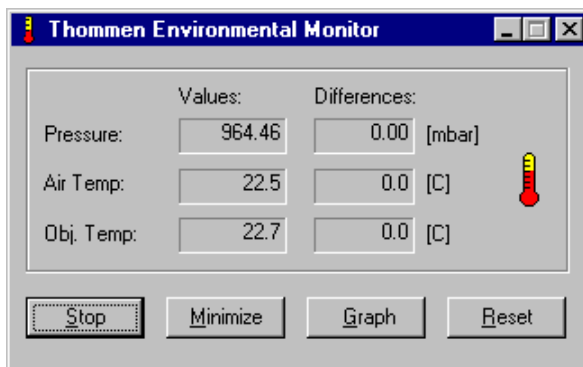 Thommen Environmental Monitor
Values: Differences:
Pressure: 964.46 0.00 [mbar]
Air Temp: 22.5 0.0 [C]
Obj. Temp: 22.7 0.0 [C]
Stop Minimize Graph Reset